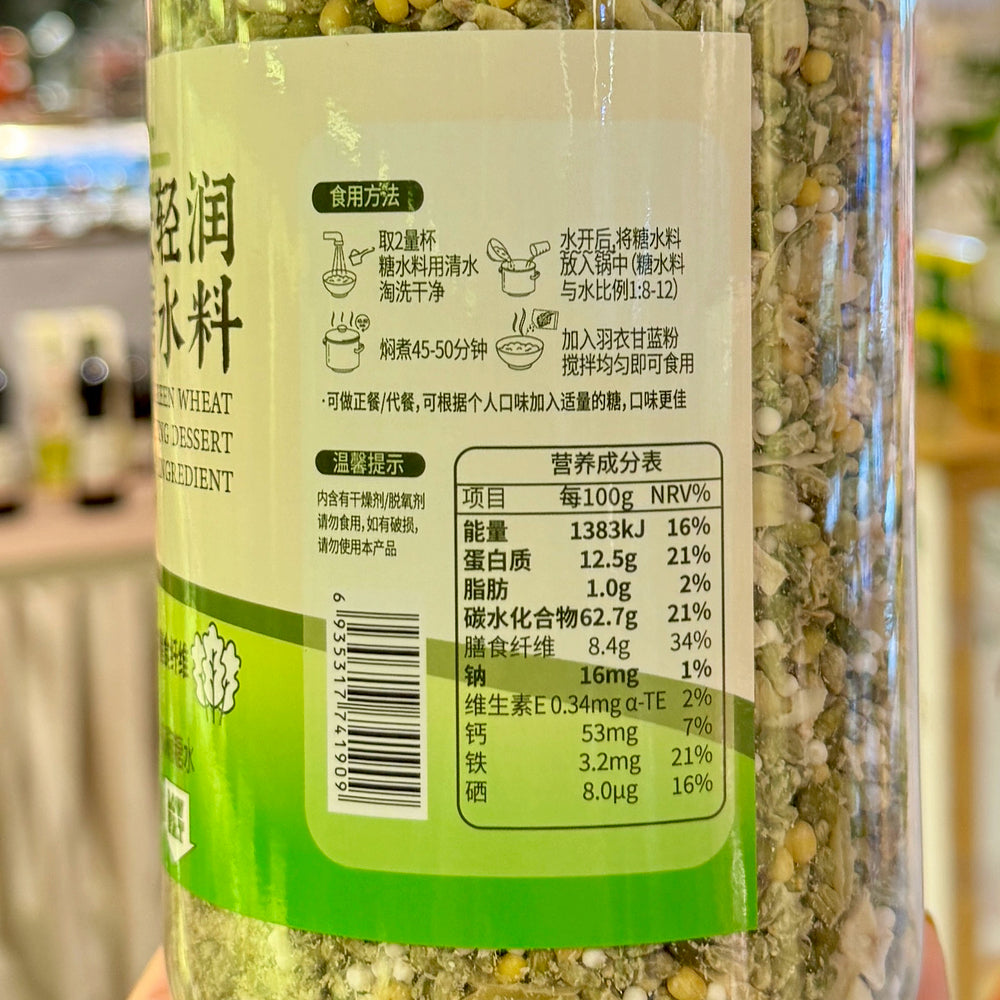 轻润
水料
WHEAT
DESSERT
INGREDIENT
食用方法
取2量杯
糖水料用清水
淘洗干净
水开后,将糖水料
放入锅中(糖水料
与水比例1:8-12)
焖煮45-50分钟
加入羽衣甘蓝粉
搅拌均匀即可食用
·可做正餐/代餐,可根据个人口味加入适量的糖,口味更佳
温馨提示
内含有干燥剂/脱氧剂
请勿食用,如有破损,
请勿使用本产品
营养成分表
项目 每100g NRV%
能量 1383kJ 16%
蛋白质 12.5g 21%
脂肪 1.0g 2%
碳水化合物 62.7g 21%
膳食纤维 8.4g 34%
钠 16mg 1%
维生素E 0.34mg α-TE 2%
钙 53mg 7%
铁 3.2mg 21%
硒 8.0μg 16%
6 935317 741909
纤维
水